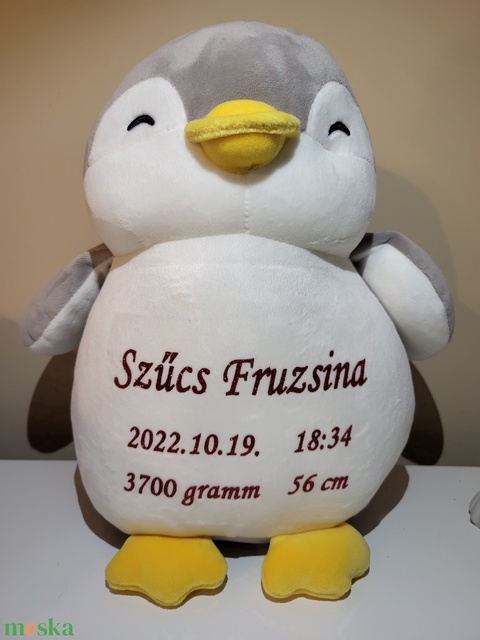 Szűcs Fruzsina
2022.10.19. 18:34
3700 gramm 56 cm
meska